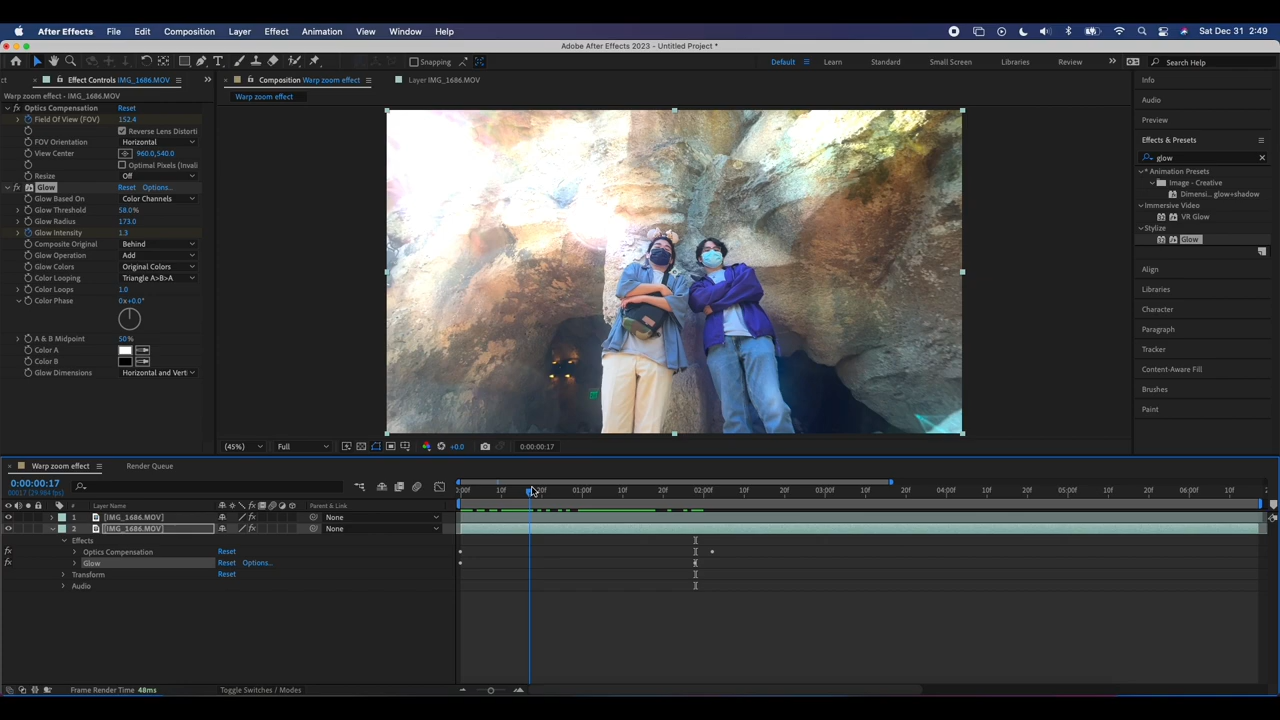 After Effects File Edit Composition Layer Effect Animation View Window Help Sat Dec 31 2:49
Adobe After Effects 2023 - Untitled Project *
Snapping Default Learn Standard Small Screen Libraries Review Search Help
ct Effect Controls IMG_1686.MOV Composition Warp zoom effect Layer IMG_1686.MOV
Warp zoom effect • IMG_1686.MOV
Warp zoom effect
Optics Compensation Reset
Field Of View (FOV) 152.4
Reverse Lens Distorti
FOV Orientation Horizontal
View Center 960.0,540.0
Optimal Pixels (Invali
Resize Off
Glow Reset Options...
Glow Based On Color Channels
Glow Threshold 58.0%
Glow Radius 173.0
Glow Intensity 1.3
Composite Original Behind
Glow Operation Add
Glow Colors Original Colors
Color Looping Triangle A>B>A
Color Loops 1.0
Color Phase 0x+0.0°
A & B Midpoint 50%
Color A
Color B
Glow Dimensions Horizontal and Verti
Info
Audio
Preview
Effects & Presets
glow
* Animation Presets
Image - Creative
Dimensi... glow+shadow
Immersive Video
VR Glow
Stylize
Glow
Align
Libraries
Character
Paragraph
Tracker
Content-Aware Fill
Brushes
Paint
(45%) Full +0.0 0:00:00:17
Warp zoom effect Render Queue
0:00:00:17
00017 (29.984 fps)
:00f 10f 20f 01:00f 10f 20f 02:00f 10f 20f 03:00f 10f 20f 04:00f 10f 20f 05:00f 10f 20f 06:00f 10f
# Layer Name Parent & Link
1 [IMG_1686.MOV] None
2 [IMG_1686.MOV] None
Effects
Optics Compensation Reset
Glow Reset Options...
Transform Reset
Audio
Frame Render Time 48ms Toggle Switches / Modes